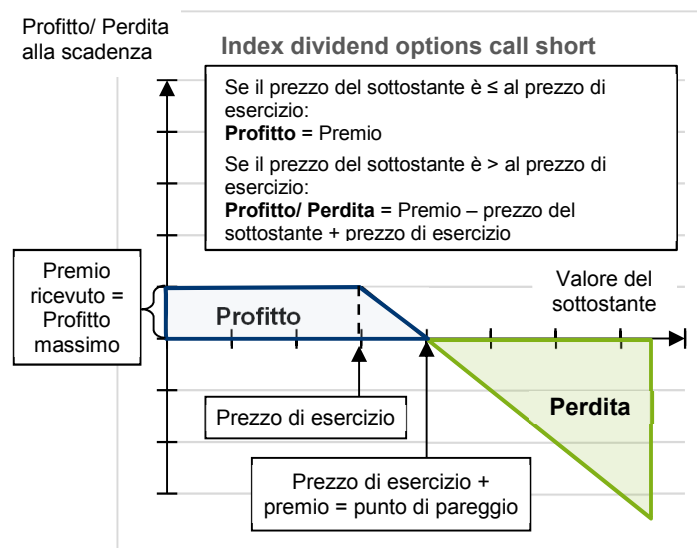 Profitto/ Perdita
alla scadenza
Index dividend options call short
Se il prezzo del sottostante è ≤ al prezzo di
esercizio:
Profitto = Premio
Se il prezzo del sottostante è > al prezzo di
esercizio:
Profitto/ Perdita = Premio – prezzo del
sottostante + prezzo di esercizio
Premio
ricevuto =
Profitto
massimo
Profitto
Valore del
sottostante
Prezzo di esercizio
Perdita
Prezzo di esercizio +
premio = punto di pareggio